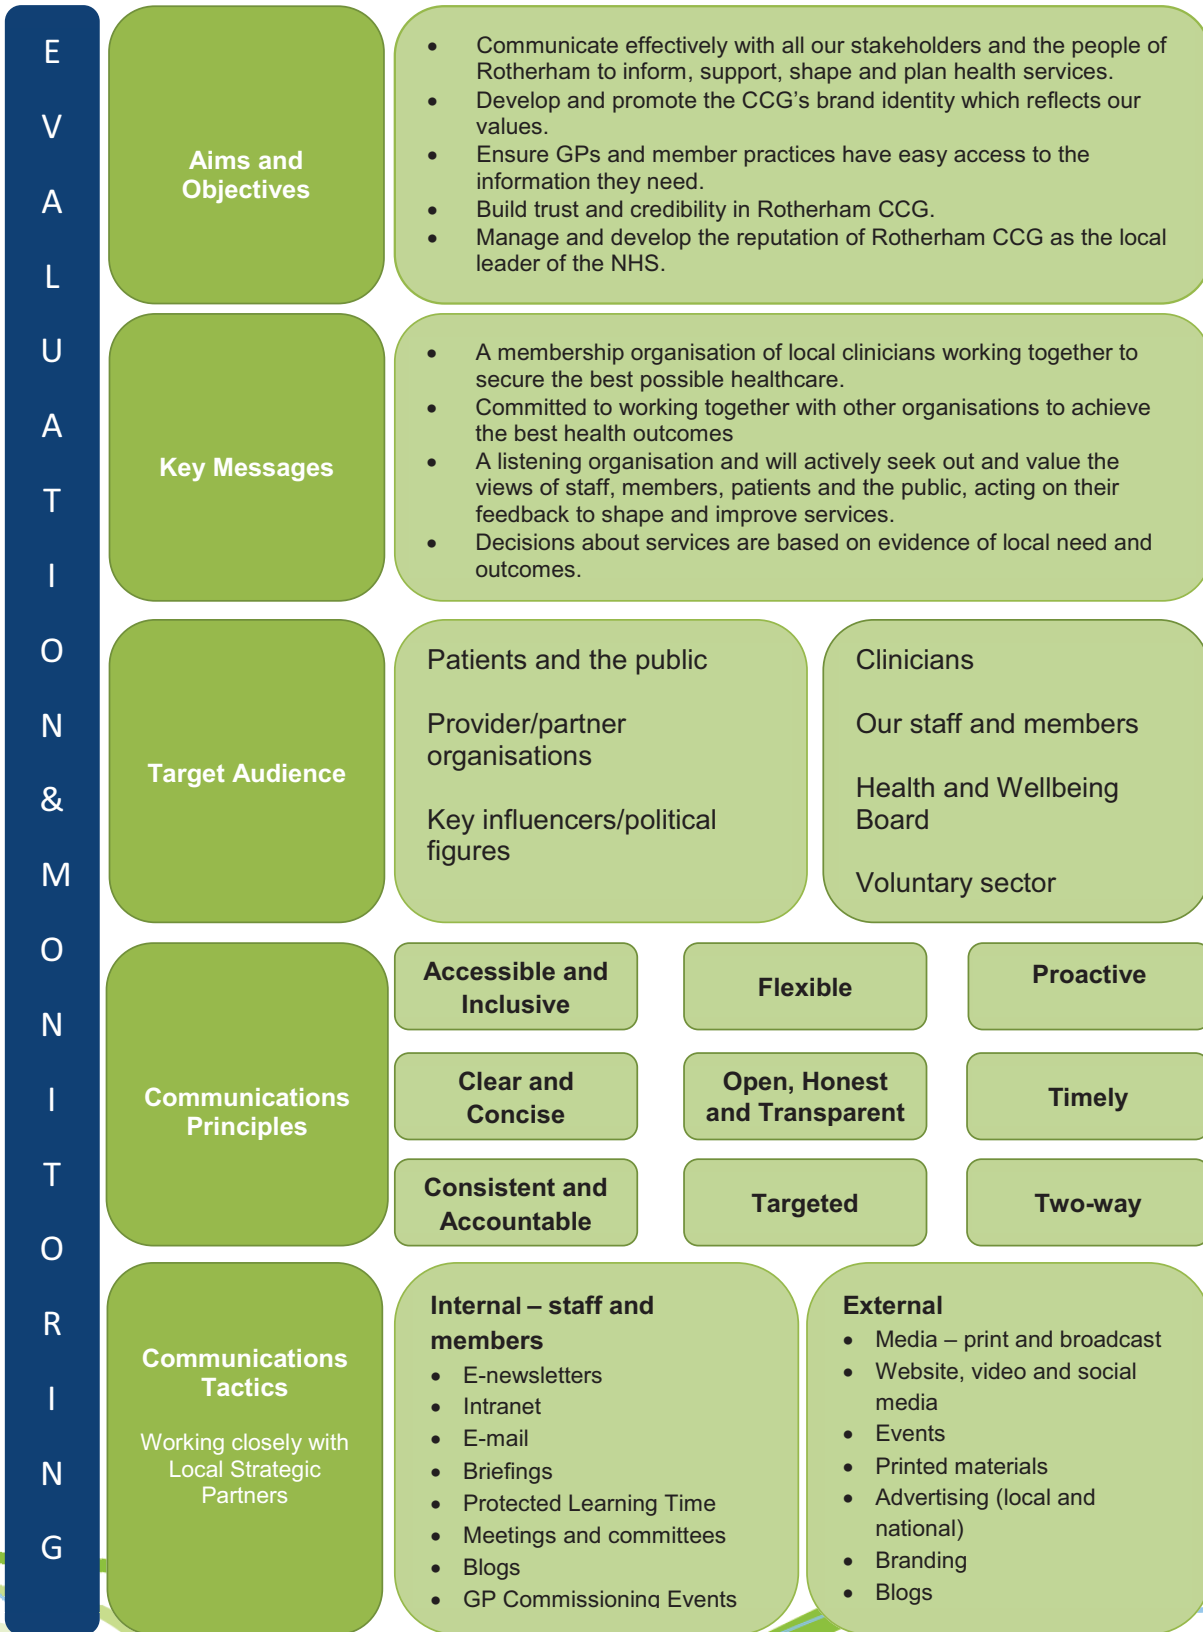 EVALUATION&MONITORING
Aims and
Objectives
• Communicate effectively with all our stakeholders and the people of
Rotherham to inform, support, shape and plan health services.
• Develop and promote the CCG’s brand identity which reflects our
values.
• Ensure GPs and member practices have easy access to the
information they need.
• Build trust and credibility in Rotherham CCG.
• Manage and develop the reputation of Rotherham CCG as the local
leader of the NHS.
Key Messages
• A membership organisation of local clinicians working together to
secure the best possible healthcare.
• Committed to working together with other organisations to achieve
the best health outcomes
• A listening organisation and will actively seek out and value the
views of staff, members, patients and the public, acting on their
feedback to shape and improve services.
• Decisions about services are based on evidence of local need and
outcomes.
Target Audience
Patients and the public
Provider/partner
organisations
Key influencers/political
figures
Clinicians
Our staff and members
Health and Wellbeing
Board
Voluntary sector
Communications
Principles
Accessible and
Inclusive
Flexible
Proactive
Clear and
Concise
Open, Honest
and Transparent
Timely
Consistent and
Accountable
Targeted
Two-way
Communications
Tactics
Working closely with
Local Strategic
Partners
Internal – staff and
members
• E-newsletters
• Intranet
• E-mail
• Briefings
• Protected Learning Time
• Meetings and committees
• Blogs
• GP Commissioning Events
External
• Media – print and broadcast
• Website, video and social
media
• Events
• Printed materials
• Advertising (local and
national)
• Branding
• Blogs